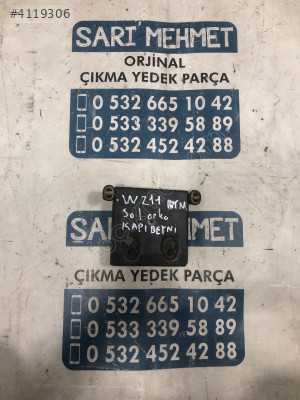 #4119306
SARI MEHMET
ORJİNAL
ÇIKMA YEDEK PARÇA
0 532 665 10 42
0 533 339 58 89
0 532 452 42 88
W211
Sol arka
KAPI BEYNİ
SARI MEHMET
ÇIKMA YEDEK PARÇA
0 532 665 10 42
0 533 339 58 89
0 532 452 42 88